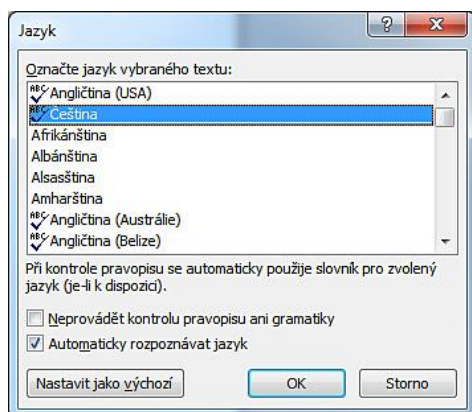 Jazyk
Označte jazyk vybraného textu:
Angličtina (USA)
Čeština
Afrikánština
Albánština
Alsasština
Amharština
Angličtina (Austrálie)
Angličtina (Belize)
Při kontrole pravopisu se automaticky použije slovník pro zvolený
jazyk (je-li k dispozici).
Neprovádět kontrolu pravopisu ani gramatiky
Automaticky rozpoznávat jazyk
Nastavit jako výchozí OK Storno